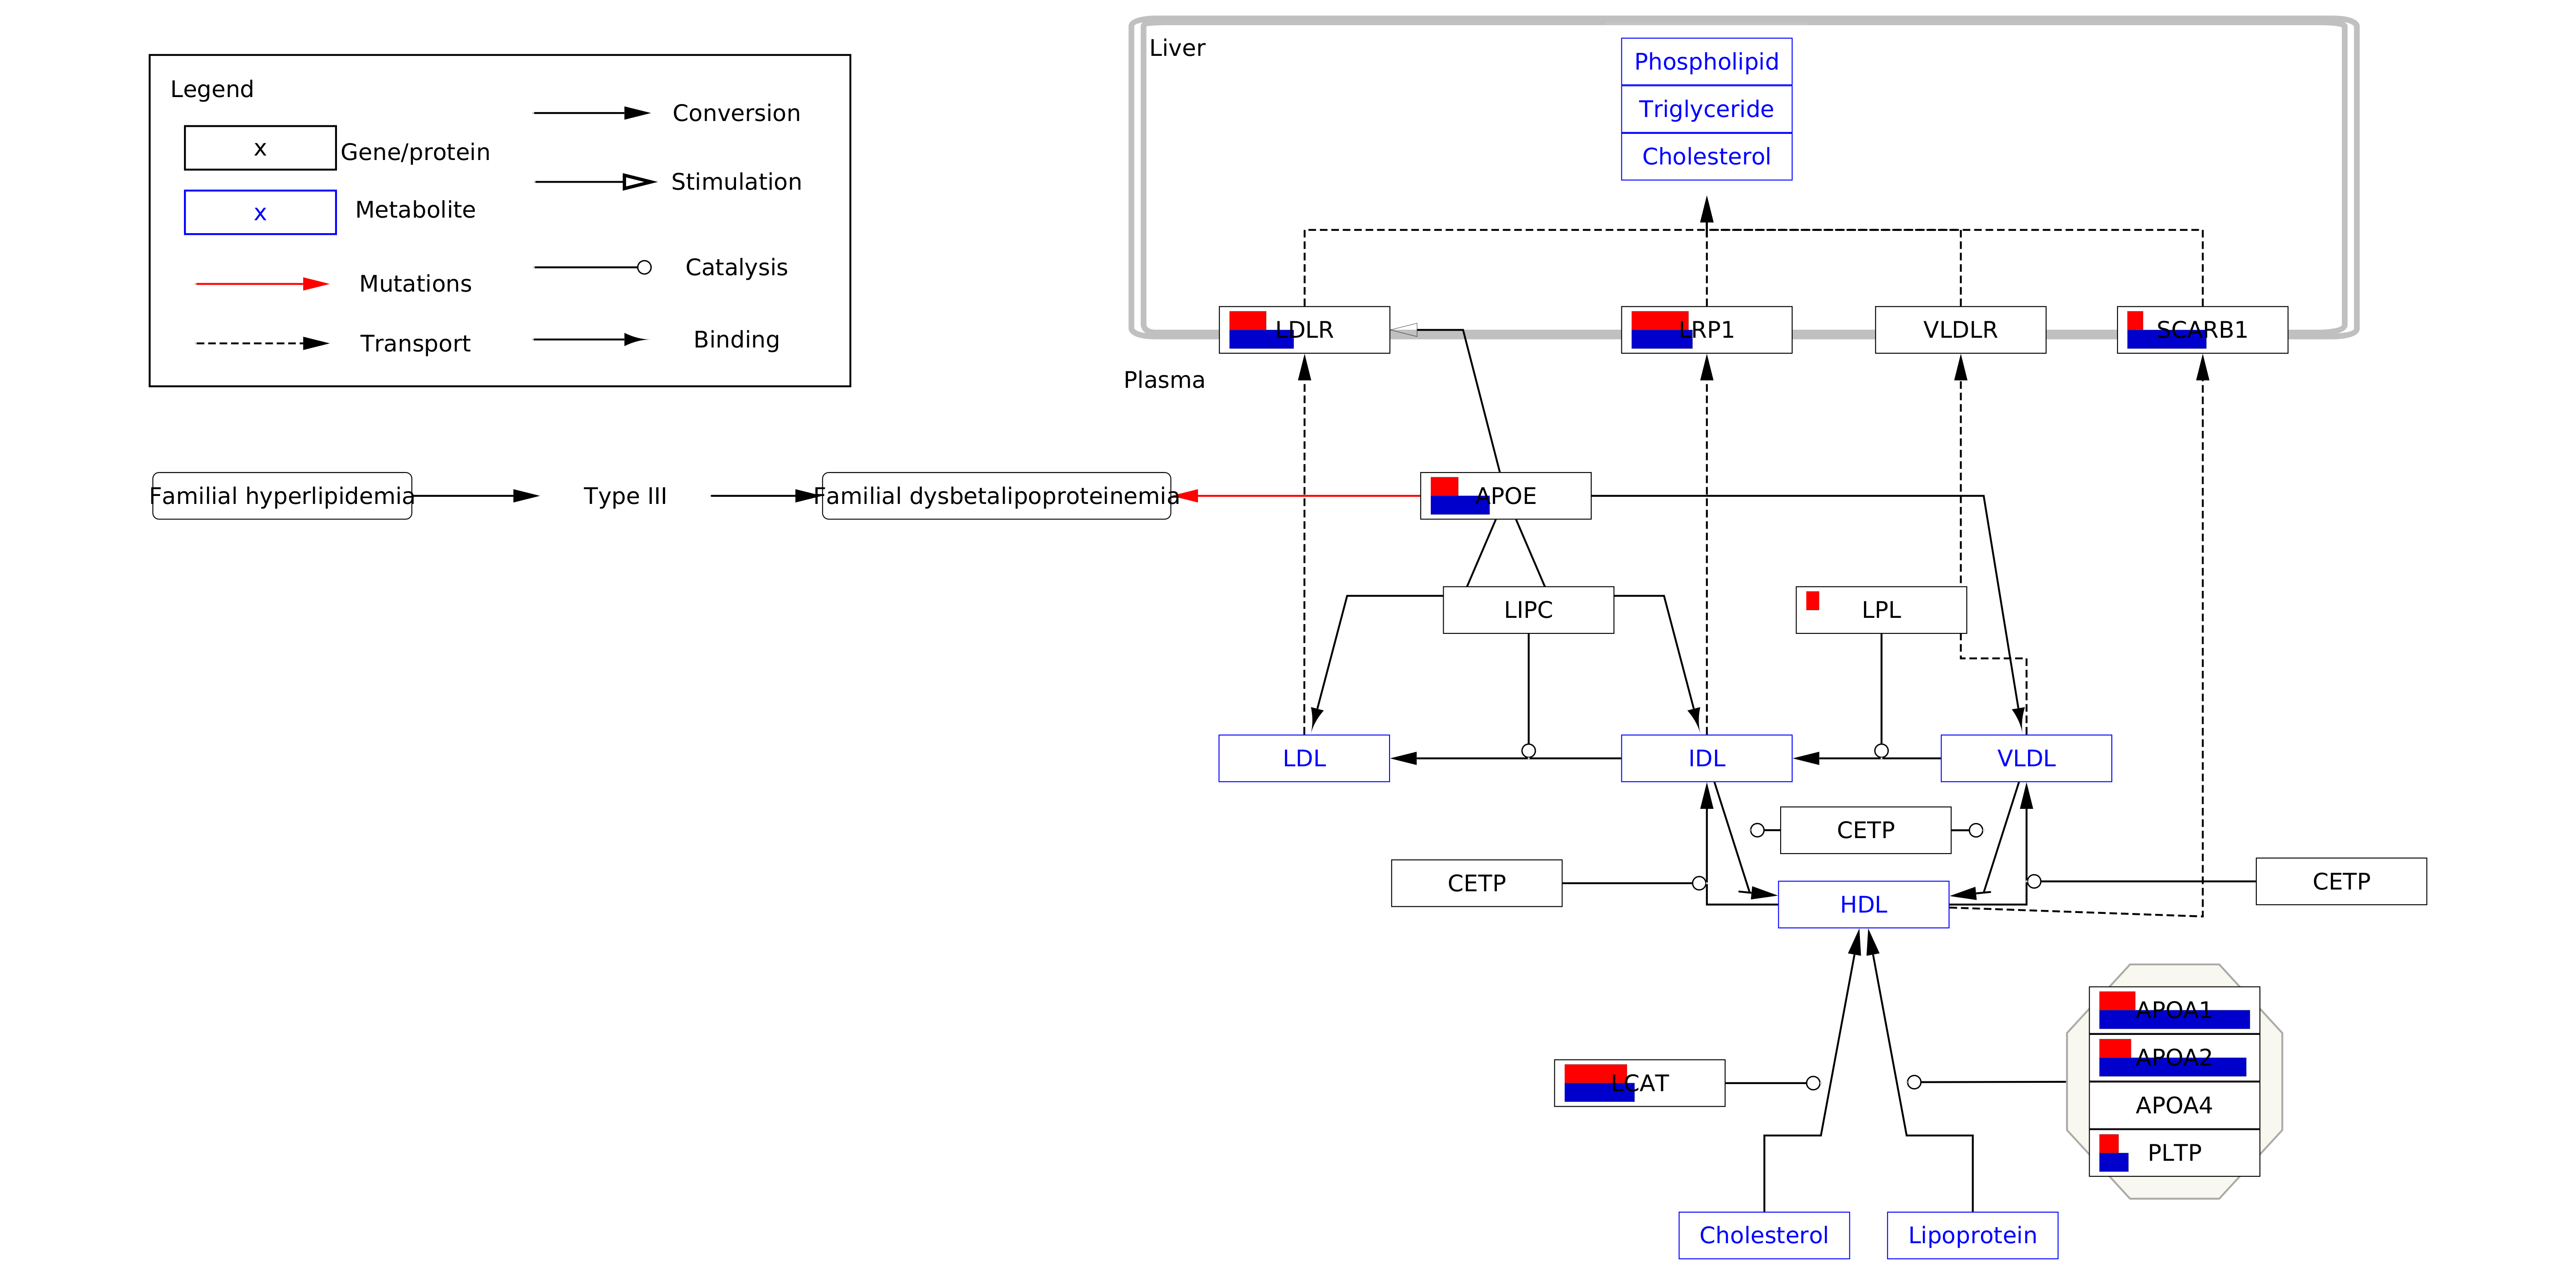 Legend
x
Gene/protein
x
Metabolite
Mutations
Transport
Conversion
Stimulation
Catalysis
Binding
Liver
Phospholipid
Triglyceride
Cholesterol
LDLR
LRP1
VLDLR
SCARB1
Plasma
Familial hyperlipidemia
Type III
Familial dysbetalipoproteinemia
APOE
LIPC
LPL
LDL
IDL
VLDL
CETP
CETP
CETP
HDL
APOA1
APOA2
APOA4
PLTP
LCAT
Cholesterol
Lipoprotein